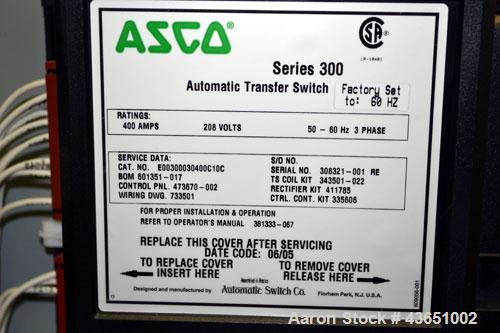 ASCO®
SA
LR-10481
Series 300
Automatic Transfer Switch
Factory Set
to: 60 HZ
RATINGS:
400 AMPS 208 VOLTS 50 – 60 Hz 3 PHASE
SERVICE DATA:
CAT. NO. E00300030400C10C
BOM 601351-017
CONTROL PNL. 473670-002
WIRING DWG. 733501
S/O NO.
SERIAL NO. 308321-001 RE
TS COIL KIT 343501-022
RECTIFIER KIT 411785
CTRL. CONT. KIT 335606
FOR PROPER INSTALLATION & OPERATION
REFER TO OPERATOR'S MANUAL 381333-067
REPLACE THIS COVER AFTER SERVICING
DATE CODE: 06/05
TO REPLACE COVER
INSERT HERE
TO REMOVE COVER
RELEASE HERE
Assembled in Mexico
Designed and manufactured by Automatic Switch Co. Florham Park, N.J. U.S.A.
Aaron Stock # 43651002